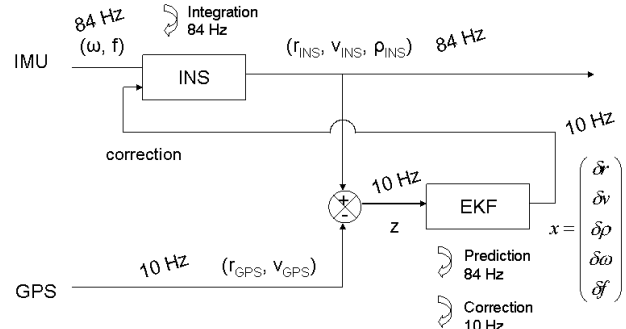 84 Hz
Integration
84 Hz
(ω, f)
(r_INS, v_INS, ρ_INS)
84 Hz
IMU
INS
10 Hz
correction
+
-
10 Hz
z
EKF
x = ( δr
δv
δρ
δω
δf )
10 Hz
(r_GPS, v_GPS)
Prediction
84 Hz
GPS
Correction
10 Hz